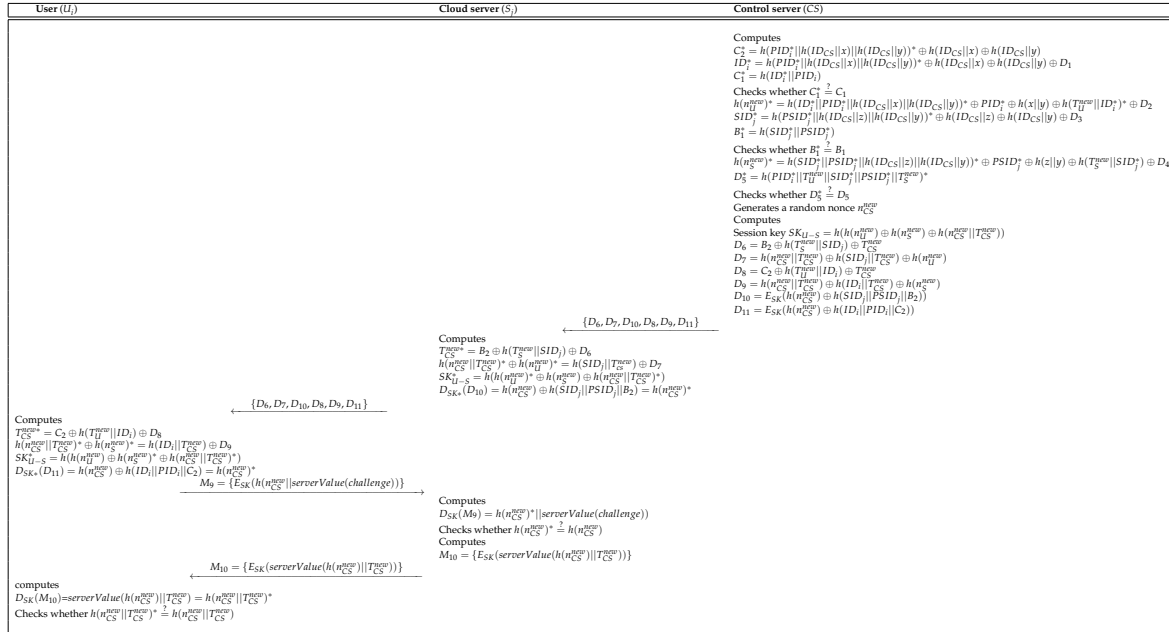 User (U_i) Cloud server (S_j) Control server (CS)
Computes
C_2^* = h(PID_i^*||h(ID_CS||x)||h(ID_CS||y))^* ⊕ h(ID_CS||x) ⊕ h(ID_CS||y)
ID_i^* = h(PID_i^*||h(ID_CS||x)||h(ID_CS||y))^* ⊕ h(ID_CS||x) ⊕ h(ID_CS||y) ⊕ D_1
C_1^* = h(ID_i^*||PID_i)
Checks whether C_1^* ≟ C_1
h(n_U^new)^* = h(ID_i^*||PID_i^*||h(ID_CS||x)||h(ID_CS||y))^* ⊕ PID_i^* ⊕ h(x||y) ⊕ h(T_U^new||ID_i^*)^* ⊕ D_2
SID_j^* = h(PSID_j^*||h(ID_CS||z)||h(ID_CS||y))^* ⊕ h(ID_CS||z) ⊕ h(ID_CS||y) ⊕ D_3
B_1^* = h(SID_j^*||PSID_j^*)
Checks whether B_1^* ≟ B_1
h(n_S^new)^* = h(SID_j^*||PSID_j^*||h(ID_CS||z)||h(ID_CS||y))^* ⊕ PSID_j^* ⊕ h(z||y) ⊕ h(T_S^new||SID_j^*) ⊕ D_4
D_5^* = h(PID_i^*||T_U^new||SID_j^*||PSID_j^*||T_S^new)^*
Checks whether D_5^* ≟ D_5
Generates a random nonce n_CS^new
Computes
Session key SK_U−S = h(h(n_U^new) ⊕ h(n_S^new) ⊕ h(n_CS^new||T_CS^new))
D_6 = B_2 ⊕ h(T_S^new||SID_j) ⊕ T_CS^new
D_7 = h(n_CS^new||T_CS^new) ⊕ h(SID_j||T_CS^new) ⊕ h(n_U^new)
D_8 = C_2 ⊕ h(T_U^new||ID_i) ⊕ T_CS^new
D_9 = h(n_CS^new||T_CS^new) ⊕ h(ID_i||T_CS^new) ⊕ h(n_S^new)
D_10 = E_SK(h(n_CS^new) ⊕ h(SID_j||PSID_j||B_2))
D_11 = E_SK(h(n_CS^new) ⊕ h(ID_i||PID_i||C_2))
{D_6, D_7, D_10, D_8, D_9, D_11}
Computes
T_CS^new* = B_2 ⊕ h(T_S^new||SID_j) ⊕ D_6
h(n_CS^new||T_CS^new)^* ⊕ h(n_U^new)^* = h(SID_j||T_cs^new) ⊕ D_7
SK_U−S^* = h(h(n_U^new)^* ⊕ h(n_S^new) ⊕ h(n_CS^new||T_CS^new)^*)
D_SK*(D_10) = h(n_CS^new) ⊕ h(SID_j||PSID_j||B_2) = h(n_CS^new)^*
{D_6, D_7, D_10, D_8, D_9, D_11}
Computes
T_CS^new* = C_2 ⊕ h(T_U^new||ID_i) ⊕ D_8
h(n_CS^new||T_CS^new)^* ⊕ h(n_S^new)^* = h(ID_i||T_CS^new) ⊕ D_9
SK_U−S^* = h(h(n_U^new) ⊕ h(n_S^new)^* ⊕ h(n_CS^new||T_CS^new)^*)
D_SK*(D_11) = h(n_CS^new) ⊕ h(ID_i||PID_i||C_2) = h(n_CS^new)^*
M_9 = {E_SK(h(n_CS^new||serverValue(challenge))}
Computes
D_SK(M_9) = h(n_CS^new)^*||serverValue(challenge))
Checks whether h(n_CS^new)^* ≟ h(n_CS^new)
Computes
M_10 = {E_SK(serverValue(h(n_CS^new)||T_CS^new))}
M_10 = {E_SK(serverValue(h(n_CS^new)||T_CS^new))}
computes
D_SK(M_10)=serverValue(h(n_CS^new)||T_CS^new) = h(n_CS^new||T_CS^new)^*
Checks whether h(n_CS^new||T_CS^new)^* ≟ h(n_CS^new||T_CS^new)